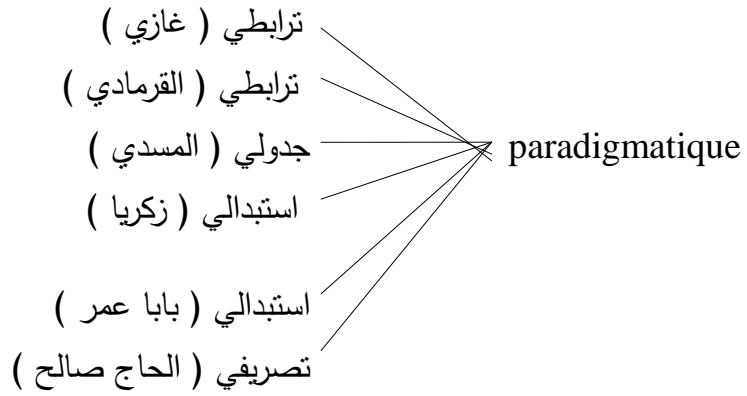 ترابطي ( غازي )
ترابطي ( القرمادي )
جدولي ( المسدي )
paradigmatique
استبدالي ( زكريا )
استبدالي ( بابا عمر )
تصريفي ( الحاج صالح )